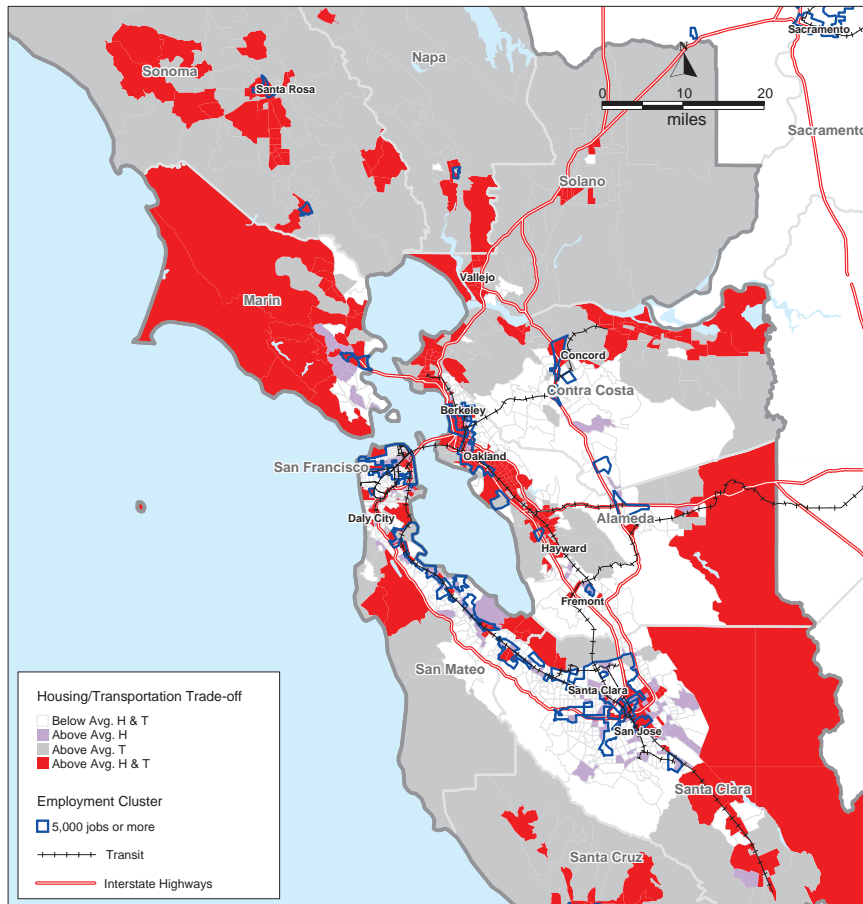 Sacramento
Napa
Sonoma
Santa Rosa
N
0 10 20
miles
Sacramento
Solano
Vallejo
Marin
Concord
Contra Costa
Berkeley
Oakland
San Francisco
Daly City
Alameda
Hayward
Fremont
San Mateo
Santa Clara
San Jose
Santa Clara
Santa Cruz
Housing/Transportation Trade-off
Below Avg. H & T
Above Avg. H
Above Avg. T
Above Avg. H & T
Employment Cluster
5,000 jobs or more
Transit
Interstate Highways